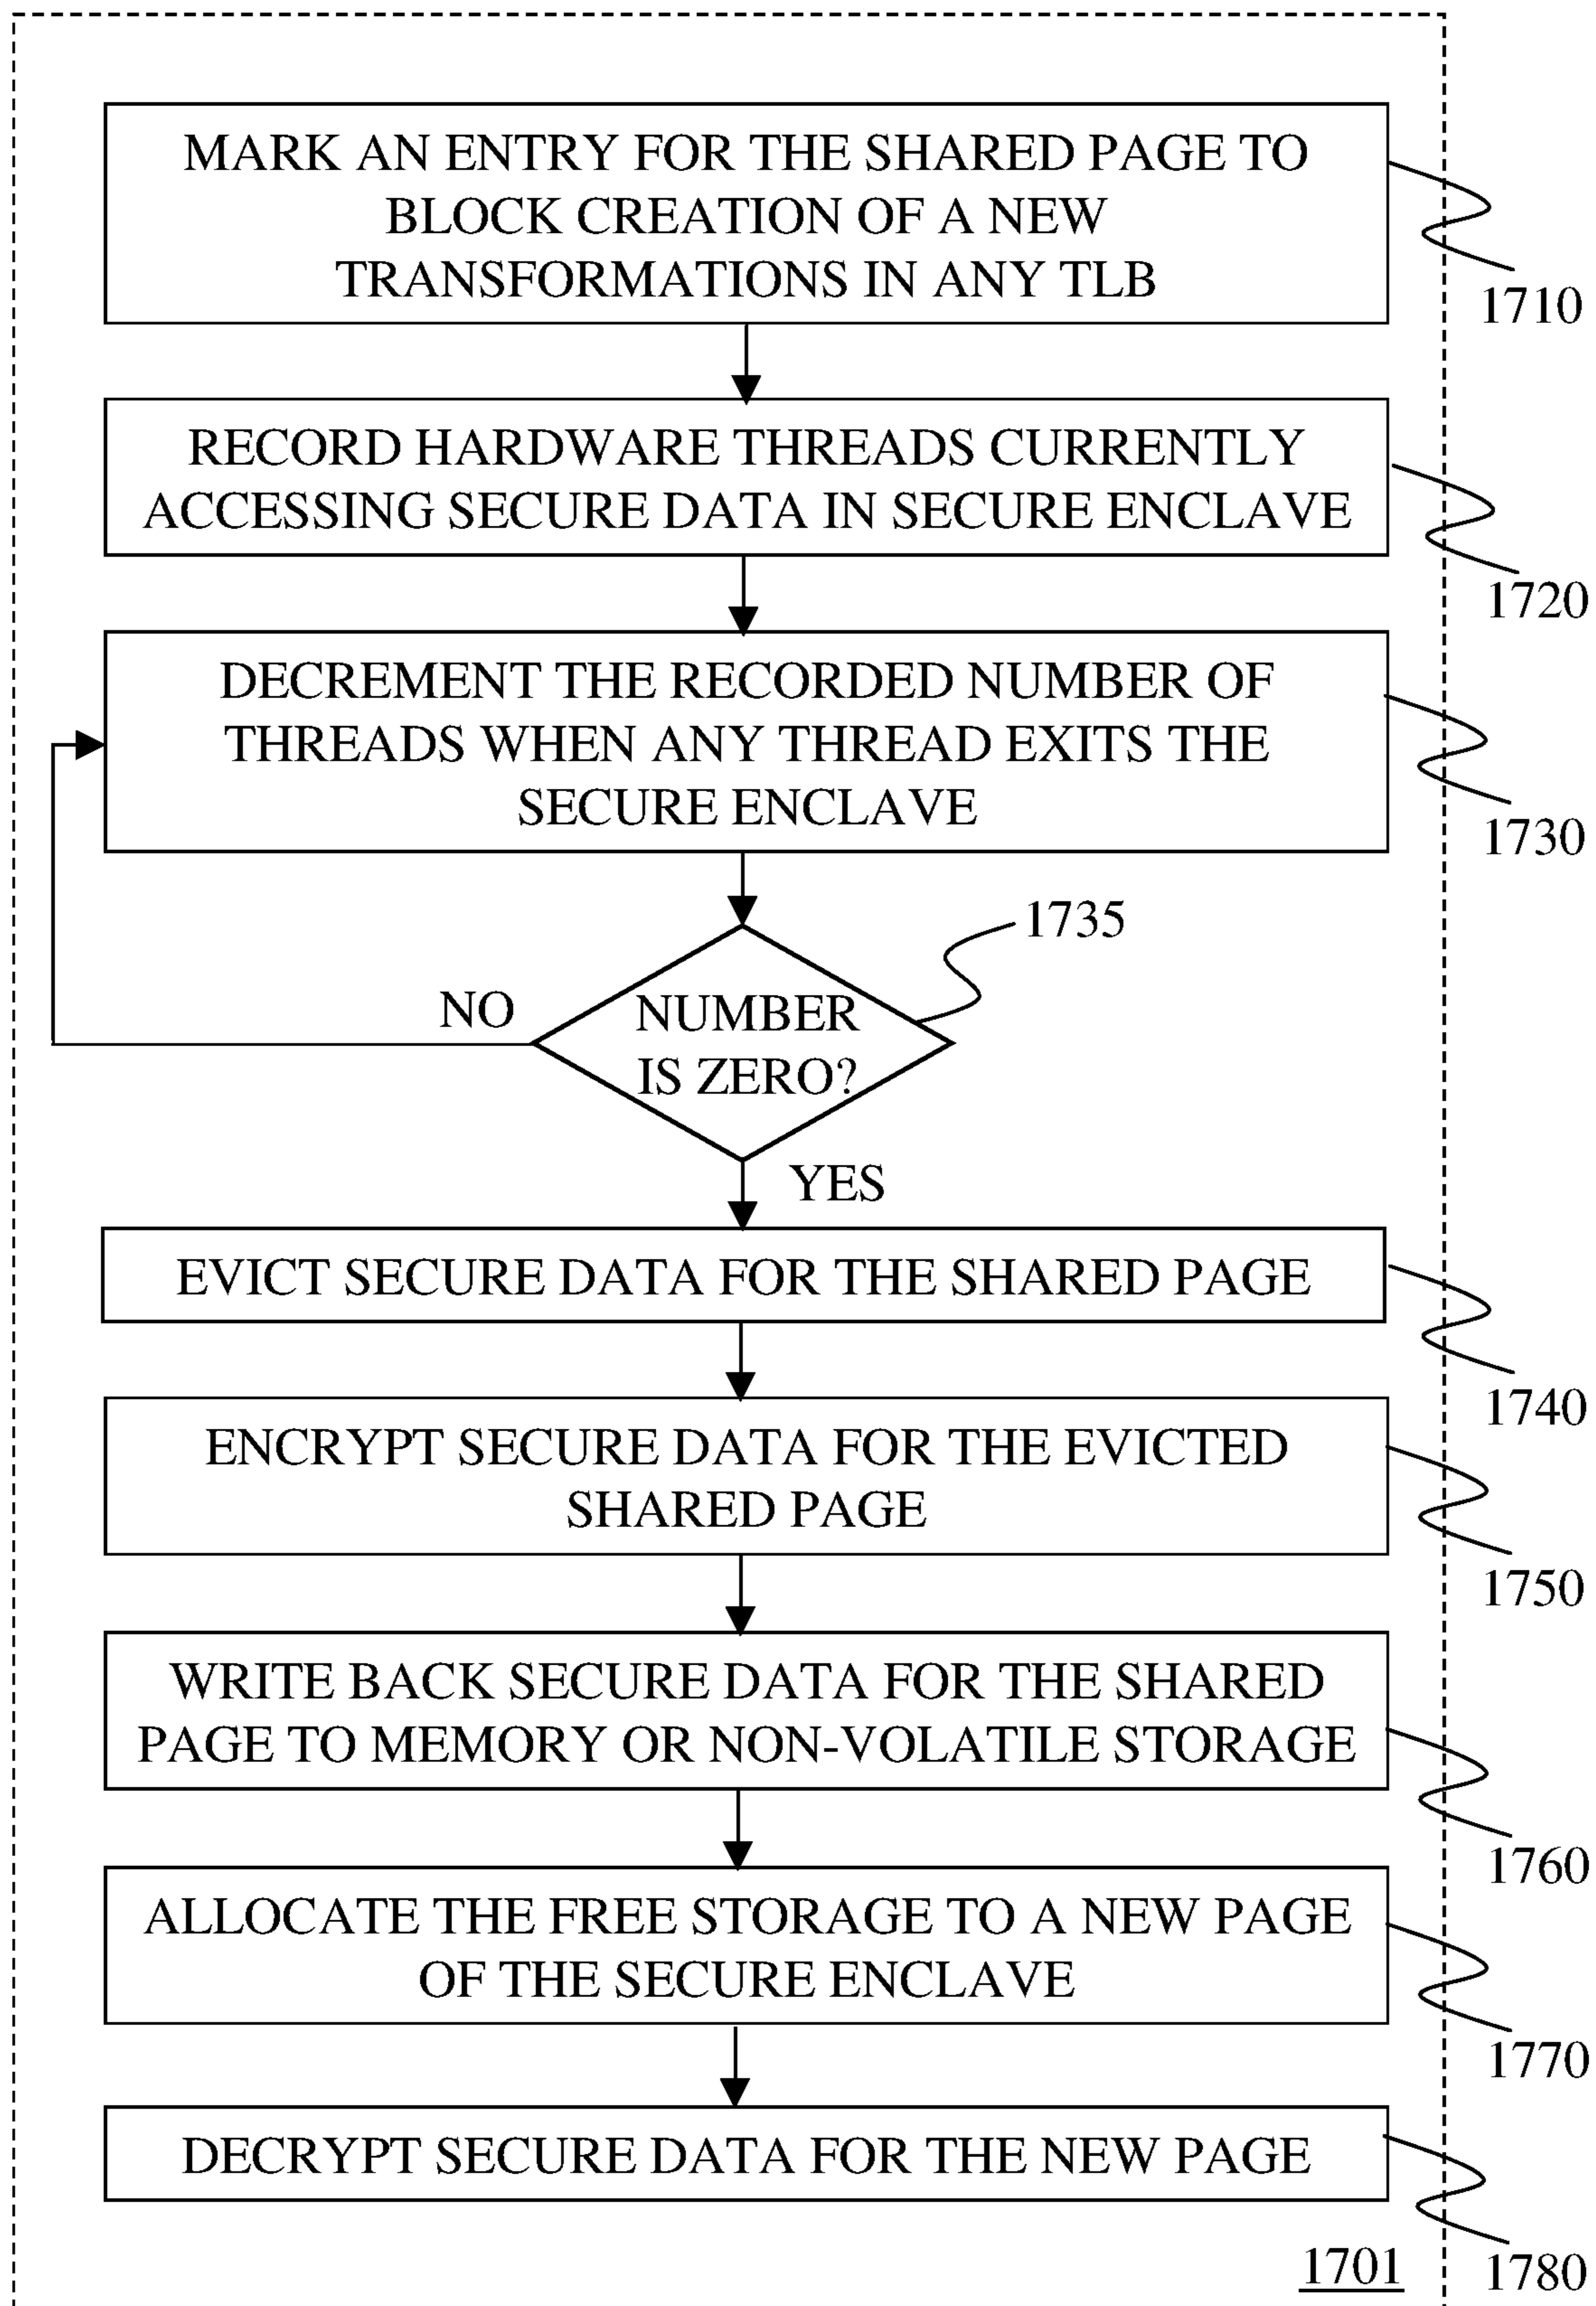 MARK AN ENTRY FOR THE SHARED PAGE TO
BLOCK CREATION OF A NEW
TRANSFORMATIONS IN ANY TLB
1710
RECORD HARDWARE THREADS CURRENTLY
ACCESSING SECURE DATA IN SECURE ENCLAVE
1720
DECREMENT THE RECORDED NUMBER OF
THREADS WHEN ANY THREAD EXITS THE
SECURE ENCLAVE
1730
1735
NO
NUMBER
IS ZERO?
YES
EVICT SECURE DATA FOR THE SHARED PAGE
1740
ENCRYPT SECURE DATA FOR THE EVICTED
SHARED PAGE
1750
WRITE BACK SECURE DATA FOR THE SHARED
PAGE TO MEMORY OR NON-VOLATILE STORAGE
1760
ALLOCATE THE FREE STORAGE TO A NEW PAGE
OF THE SECURE ENCLAVE
1770
DECRYPT SECURE DATA FOR THE NEW PAGE
1780
1701